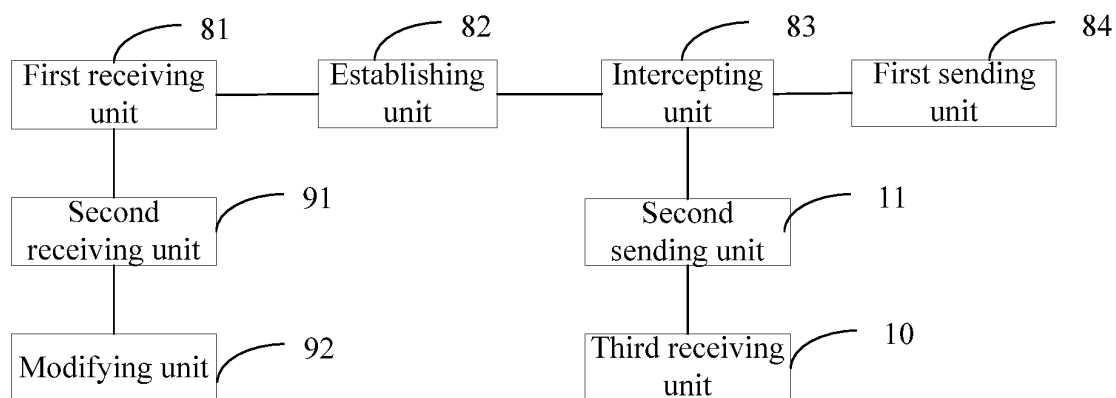 81
82
83
84
First receiving
unit
Establishing
unit
Intercepting
unit
First sending
unit
91
Second
receiving unit
11
Second
sending unit
92
Modifying unit
10
Third receiving
unit